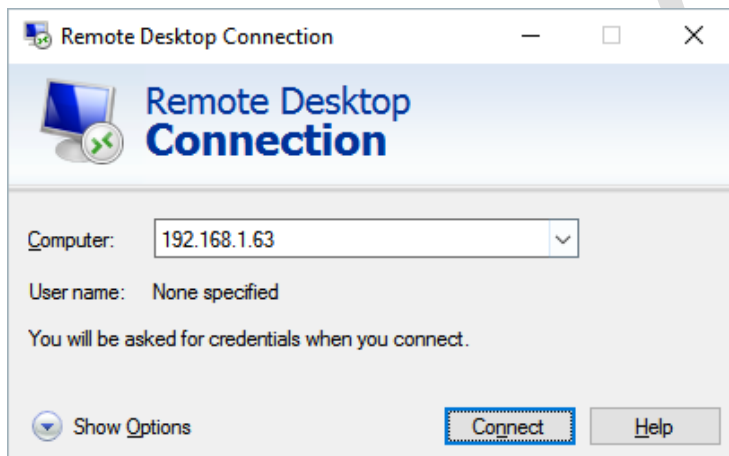 Remote Desktop Connection
Remote Desktop
Connection
Computer: 192.168.1.63
User name: None specified
You will be asked for credentials when you connect.
Show Options Connect Help